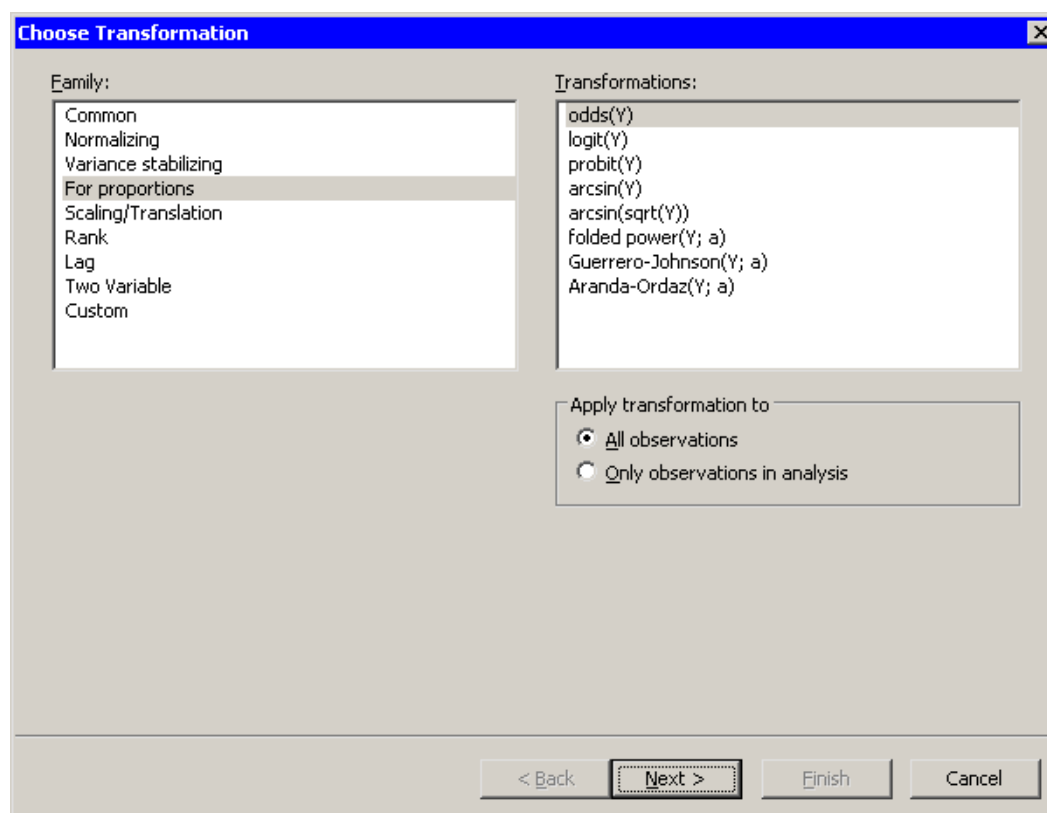 Choose Transformation
Family:
Common
Normalizing
Variance stabilizing
For proportions
Scaling/Translation
Rank
Lag
Two Variable
Custom
Transformations:
odds(Y)
logit(Y)
probit(Y)
arcsin(Y)
arcsin(sqrt(Y))
folded power(Y; a)
Guerrero-Johnson(Y; a)
Aranda-Ordaz(Y; a)
Apply transformation to
All observations
Only observations in analysis
< Back Next > Finish Cancel